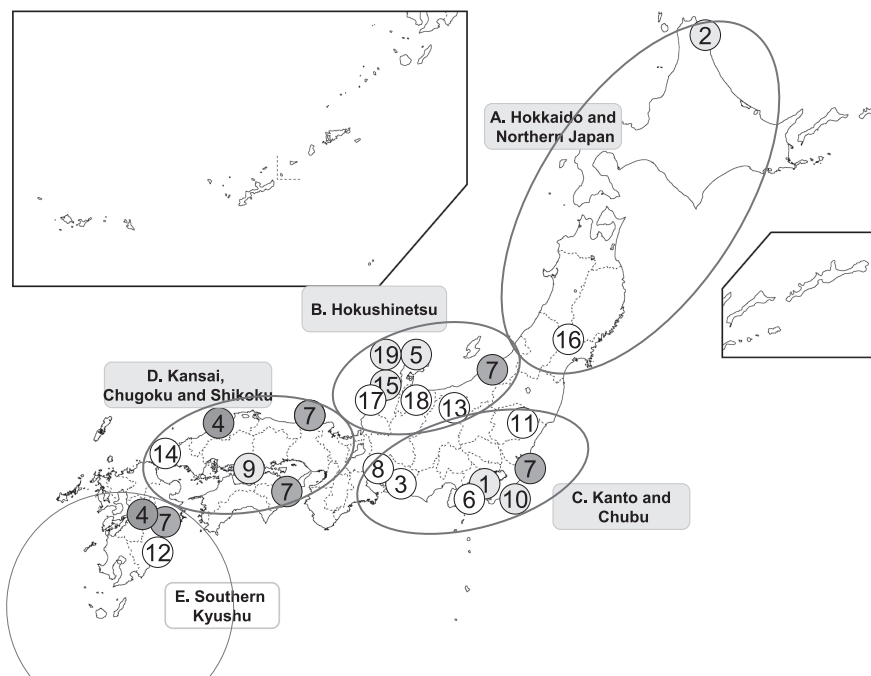 2
A. Hokkaido and
Northern Japan
B. Hokushinetsu
16
19
5
7
15
17
18
13
D. Kansai,
Chugoku and Shikoku
4
7
11
14
9
7
8
3
1
7
6
10
C. Kanto and
Chubu
4
7
12
E. Southern
Kyushu